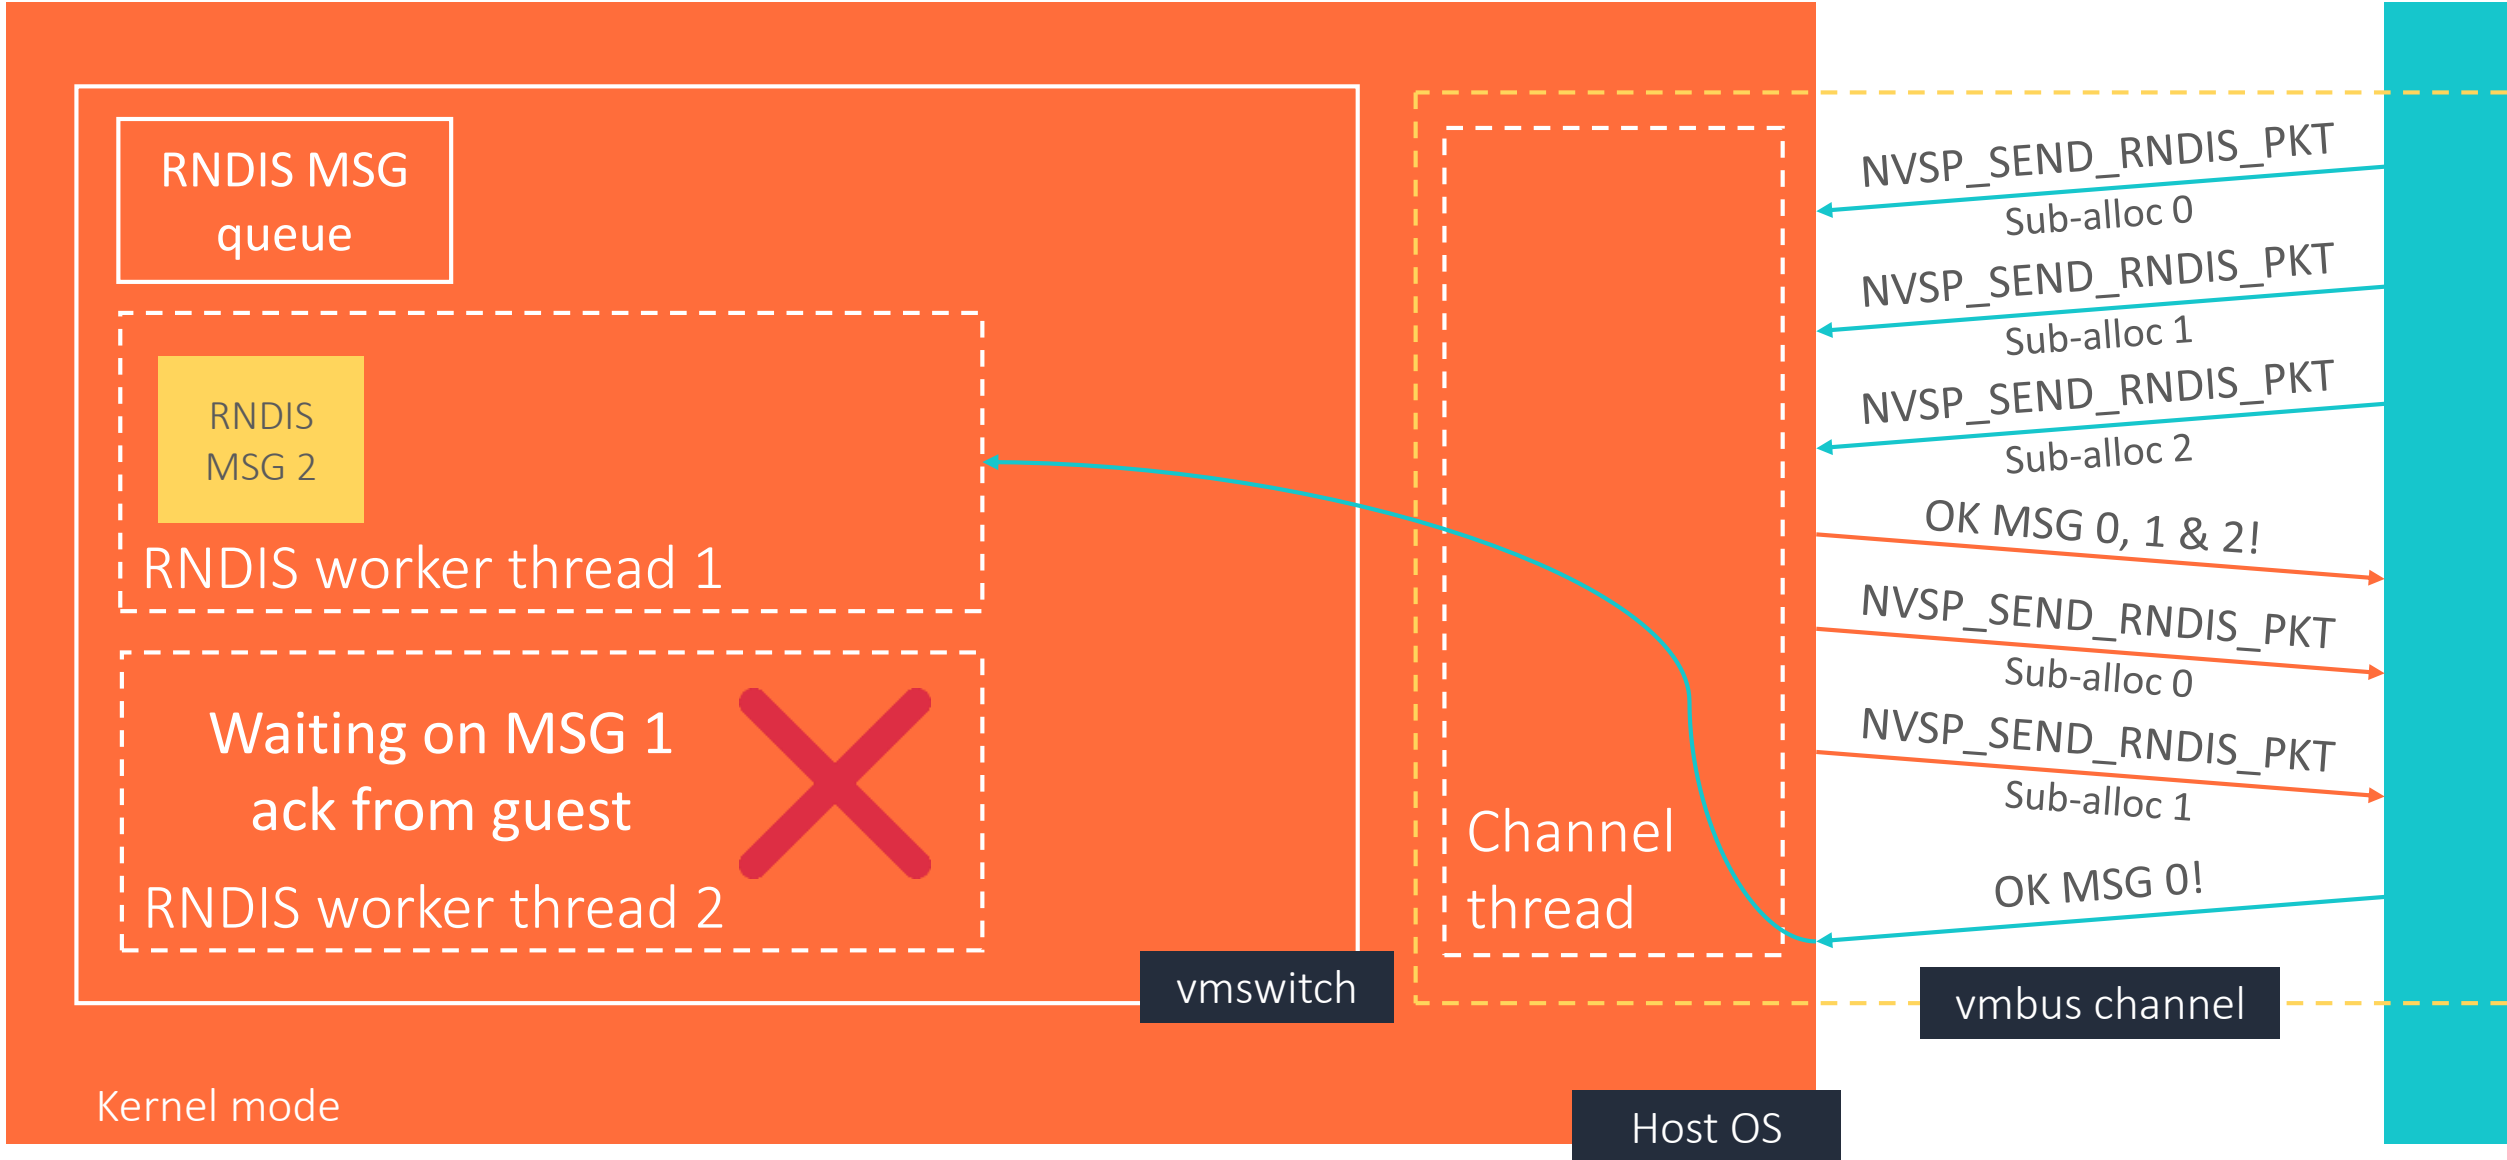 RNDIS MSG
queue
RNDIS
MSG 2
RNDIS worker thread 1
Waiting on MSG 1
ack from guest
RNDIS worker thread 2
vmswitch
Kernel mode
Channel
thread
Host OS
NVSP_SEND_RNDIS_PKT
Sub-alloc 0
NVSP_SEND_RNDIS_PKT
Sub-alloc 1
NVSP_SEND_RNDIS_PKT
Sub-alloc 2
OK MSG 0, 1 & 2!
NVSP_SEND_RNDIS_PKT
Sub-alloc 0
NVSP_SEND_RNDIS_PKT
Sub-alloc 1
OK MSG 0!
vmbus channel